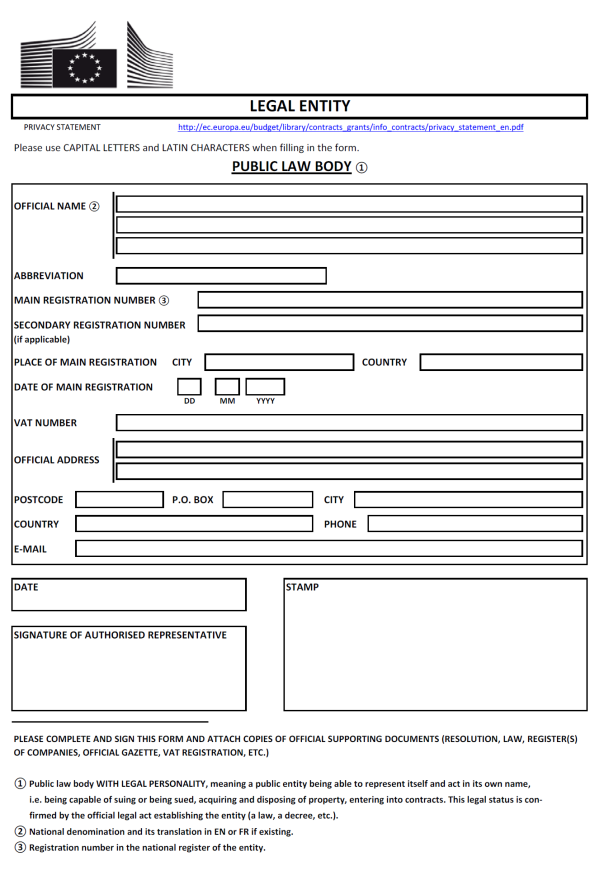 LEGAL ENTITY
PRIVACY STATEMENT http://ec.europa.eu/budget/library/contracts_grants/info_contracts/privacy_statement_en.pdf
Please use CAPITAL LETTERS and LATIN CHARACTERS when filling in the form.
PUBLIC LAW BODY ①
OFFICIAL NAME ②
ABBREVIATION
MAIN REGISTRATION NUMBER ③
SECONDARY REGISTRATION NUMBER
(if applicable)
PLACE OF MAIN REGISTRATION CITY COUNTRY
DATE OF MAIN REGISTRATION
DD MM YYYY
VAT NUMBER
OFFICIAL ADDRESS
POSTCODE P.O. BOX CITY
COUNTRY PHONE
E-MAIL
DATE STAMP
SIGNATURE OF AUTHORISED REPRESENTATIVE
PLEASE COMPLETE AND SIGN THIS FORM AND ATTACH COPIES OF OFFICIAL SUPPORTING DOCUMENTS (RESOLUTION, LAW, REGISTER(S)
OF COMPANIES, OFFICIAL GAZETTE, VAT REGISTRATION, ETC.)
① Public law body WITH LEGAL PERSONALITY, meaning a public entity being able to represent itself and act in its own name,
i.e. being capable of suing or being sued, acquiring and disposing of property, entering into contracts. This legal status is con-
firmed by the official legal act establishing the entity (a law, a decree, etc.).
② National denomination and its translation in EN or FR if existing.
③ Registration number in the national register of the entity.